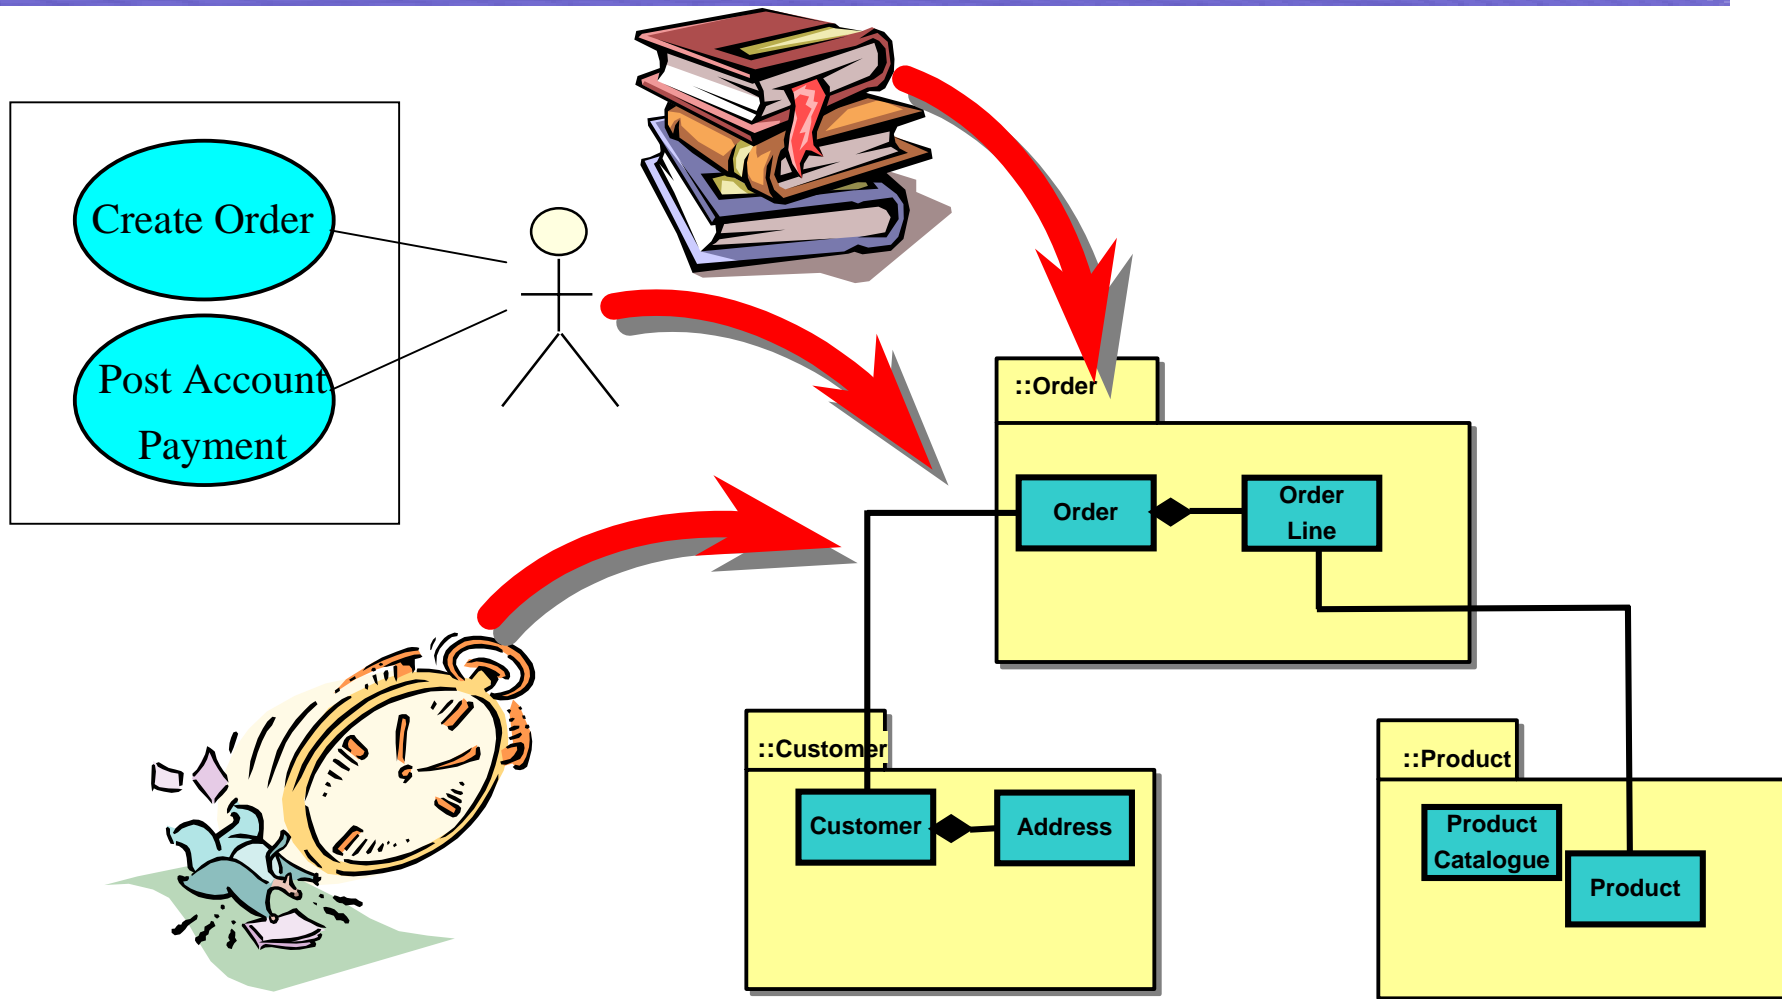 Create Order
Post Account
Payment
::Order
Order
Order
Line
::Customer
Customer
Address
::Product
Product
Catalogue
Product